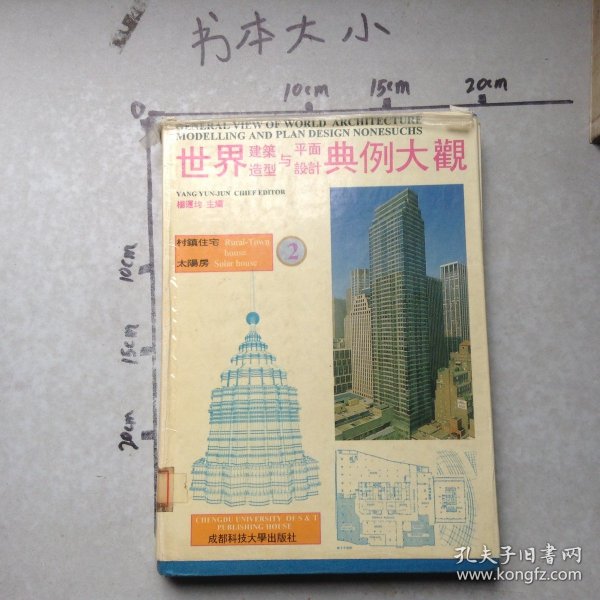 书本大小
10cm 15cm 20cm
0
GENERAL VIEW OF WORLD ARCHITECTURE
MODELLING AND PLAN DESIGN NONESUCHS
世界建築造型与平面設計典例大觀
YANG YUN-JUN CHIEF EDITOR
楊運均 主編
村鎮住宅 Rural-Town
house
太陽房 Solar house
2
10cm
15cm
20cm
CHENGDU UNIVERSITY OF S & T
PUBLISHING HOUSE
成都科技大學出版社
孔夫子旧书网
www.kongfz.com